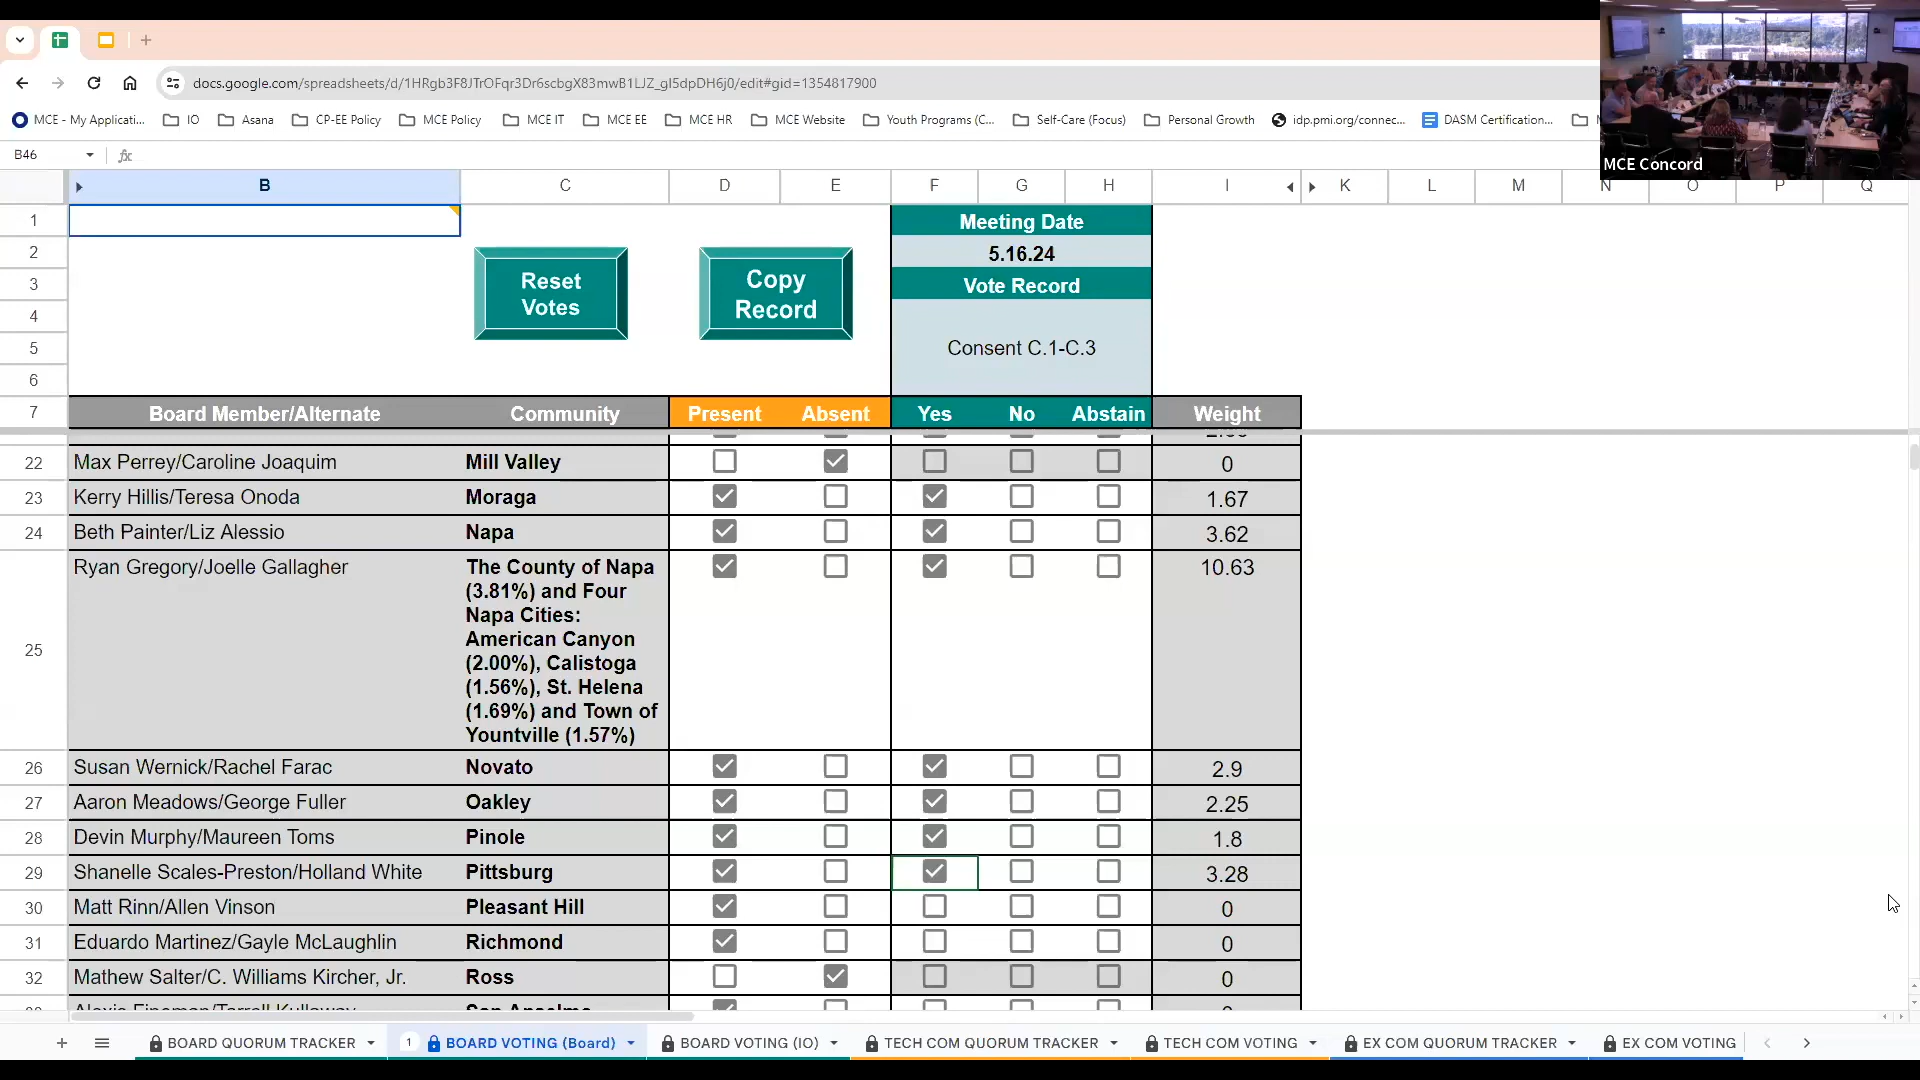 docs.google.com/spreadsheets/d/1HRgb3F8JTrOFqr3Dr6scbgX83mwB1LJZ_gI5dpDH6j0/edit#gid=1354817900
MCE - My Applicati... IO Asana CP-EE Policy MCE Policy MCE IT MCE EE MCE HR MCE Website Youth Programs (C... Self-Care (Focus) Personal Growth idp.pmi.org/connec... DASM Certification...
MCE Concord
B46 fx
B C D E F G H I K L M N O P Q
1 Meeting Date
2 5.16.24
3 Vote Record
4
5 Consent C.1-C.3
6
Reset
Votes
Copy
Record
7 Board Member/Alternate Community Present Absent Yes No Abstain Weight
22 Max Perrey/Caroline Joaquim Mill Valley 0
23 Kerry Hillis/Teresa Onoda Moraga 1.67
24 Beth Painter/Liz Alessio Napa 3.62
25 Ryan Gregory/Joelle Gallagher The County of Napa 10.63
(3.81%) and Four
Napa Cities:
American Canyon
(2.00%), Calistoga
(1.56%), St. Helena
(1.69%) and Town of
Yountville (1.57%)
26 Susan Wernick/Rachel Farac Novato 2.9
27 Aaron Meadows/George Fuller Oakley 2.25
28 Devin Murphy/Maureen Toms Pinole 1.8
29 Shanelle Scales-Preston/Holland White Pittsburg 3.28
30 Matt Rinn/Allen Vinson Pleasant Hill 0
31 Eduardo Martinez/Gayle McLaughlin Richmond 0
32 Mathew Salter/C. Williams Kircher, Jr. Ross 0
BOARD QUORUM TRACKER 1 BOARD VOTING (Board) BOARD VOTING (IO) TECH COM QUORUM TRACKER TECH COM VOTING EX COM QUORUM TRACKER EX COM VOTING